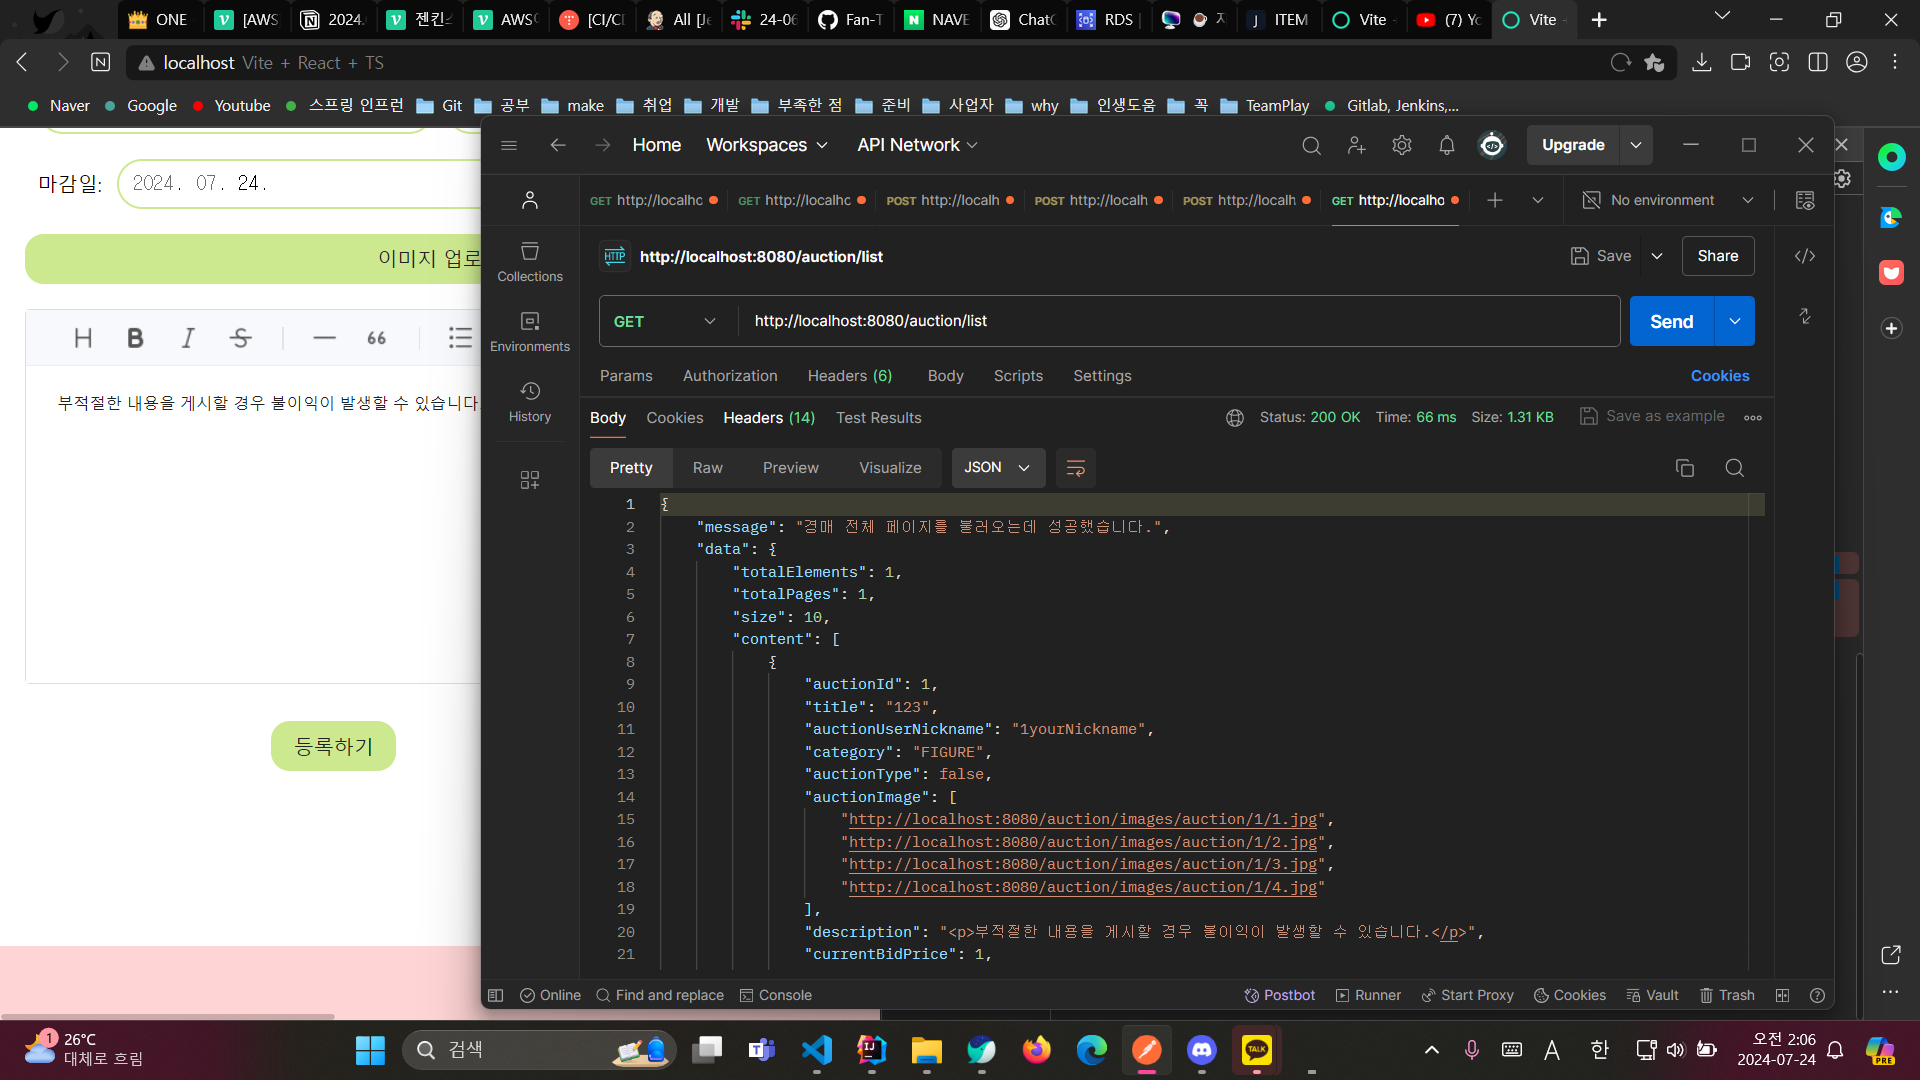 ONE
[AWS
2024.
젠킨스
AWS
[CI/CD
All [Je
24-06
Fan-T
NAVE
ChatG
RDS |
ITEM
Vite
(7) Yo
Vite
localhost Vite + React + TS
Naver
Google
Youtube
스프링 인프런
Git
공부
make
취업
개발
부족한 점
준비
사업자
why
인생도움
꼭
TeamPlay
Gitlab, Jenkins,...
마감일:
2024. 07. 24.
이미지 업로
H B I S — 66
부적절한 내용을 게시할 경우 불이익이 발생할 수 있습니다.
등록하기
Home
Workspaces
API Network
Upgrade
GET http://localhc
GET http://localhc
POST http://localh
POST http://localh
POST http://localh
GET http://localho
No environment
Collections
Environments
History
HTTP http://localhost:8080/auction/list
Save
Share
GET
http://localhost:8080/auction/list
Send
Params
Authorization
Headers (6)
Body
Scripts
Settings
Cookies
Body
Cookies
Headers (14)
Test Results
Status: 200 OK
Time: 66 ms
Size: 1.31 KB
Save as example
Pretty
Raw
Preview
Visualize
JSON
1 {
2 "message": "경매 전체 페이지를 불러오는데 성공했습니다.",
3 "data": {
4 "totalElements": 1,
5 "totalPages": 1,
6 "size": 10,
7 "content": [
8 {
9 "auctionId": 1,
10 "title": "123",
11 "auctionUserNickname": "1yourNickname",
12 "category": "FIGURE",
13 "auctionType": false,
14 "auctionImage": [
15 "http://localhost:8080/auction/images/auction/1/1.jpg",
16 "http://localhost:8080/auction/images/auction/1/2.jpg",
17 "http://localhost:8080/auction/images/auction/1/3.jpg",
18 "http://localhost:8080/auction/images/auction/1/4.jpg"
19 ],
20 "description": "<p>부적절한 내용을 게시할 경우 불이익이 발생할 수 있습니다.</p>",
21 "currentBidPrice": 1,
Online
Find and replace
Console
Postbot
Runner
Start Proxy
Cookies
Vault
Trash
1
26°C
대체로 흐림
검색
TALK
A
한
오전 2:06
2024-07-24
PRE